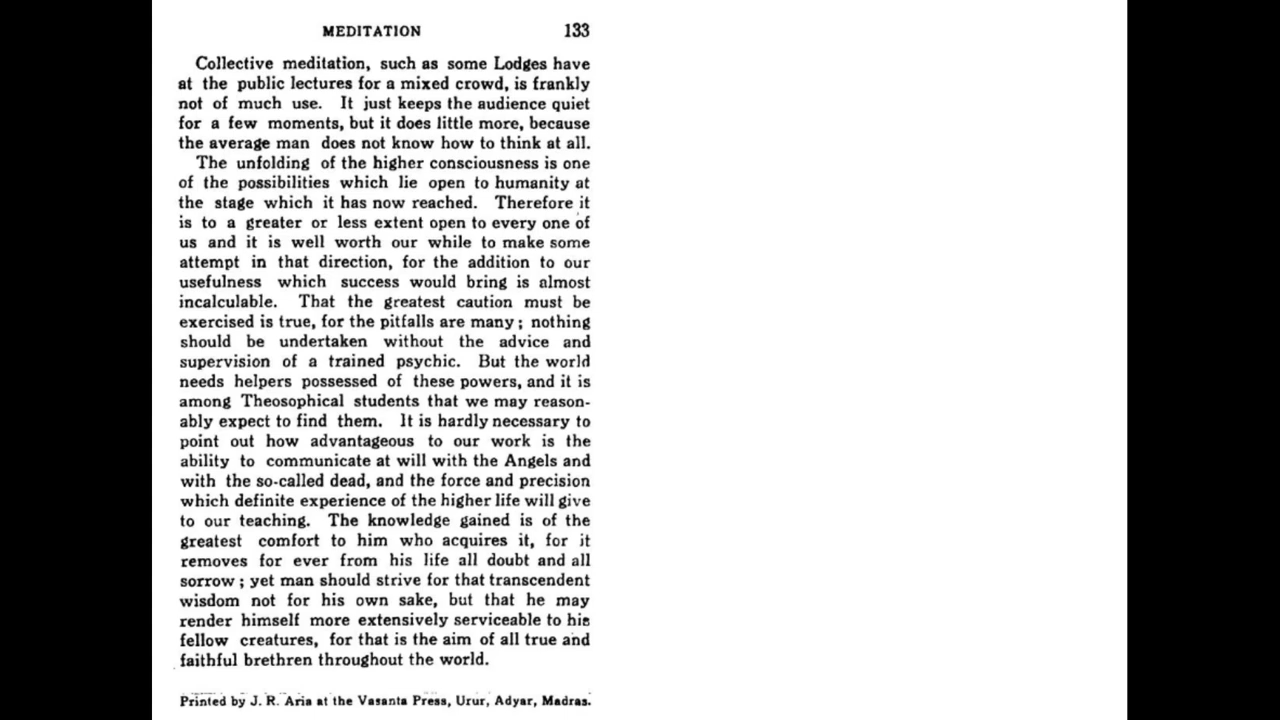 MEDITATION 133
Collective meditation, such as some Lodges have
at the public lectures for a mixed crowd, is frankly
not of much use. It just keeps the audience quiet
for a few moments, but it does little more, because
the average man does not know how to think at all.
The unfolding of the higher consciousness is one
of the possibilities which lie open to humanity at
the stage which it has now reached. Therefore it
is to a greater or less extent open to every one of
us and it is well worth our while to make some
attempt in that direction, for the addition to our
usefulness which success would bring is almost
incalculable. That the greatest caution must be
exercised is true, for the pitfalls are many; nothing
should be undertaken without the advice and
supervision of a trained psychic. But the world
needs helpers possessed of these powers, and it is
among Theosophical students that we may reason-
ably expect to find them. It is hardly necessary to
point out how advantageous to our work is the
ability to communicate at will with the Angels and
with the so-called dead, and the force and precision
which definite experience of the higher life will give
to our teaching. The knowledge gained is of the
greatest comfort to him who acquires it, for it
removes for ever from his life all doubt and all
sorrow; yet man should strive for that transcendent
wisdom not for his own sake, but that he may
render himself more extensively serviceable to his
fellow creatures, for that is the aim of all true and
faithful brethren throughout the world.
Printed by J. R. Aria at the Vasanta Press, Urur, Adyar, Madras.